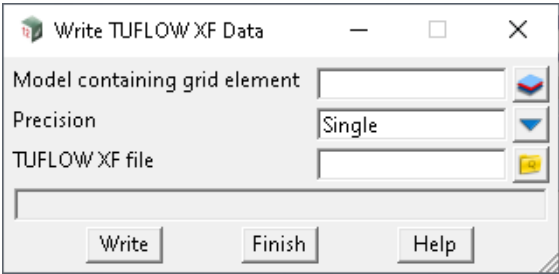 Write TUFLOW XF Data
Model containing grid element
Precision Single
TUFLOW XF file
Write Finish Help